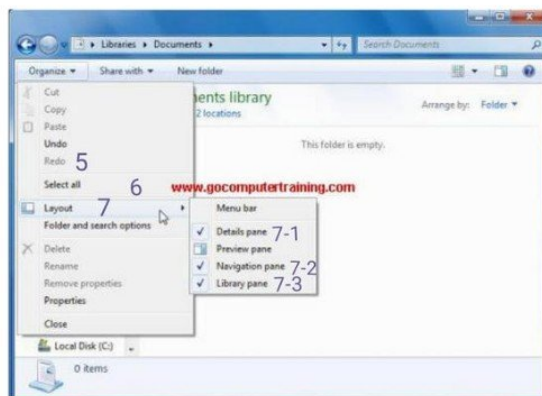 Libraries ▸ Documents ▸
Search Documents
Organize ▾ Share with ▾ New folder
Cut
Copy
Paste
Undo
Redo 5
Select all 6
Layout 7
Folder and search options
Delete
Rename
Remove properties
Properties
Close
ents library
2 locations
Arrange by: Folder ▾
This folder is empty.
www.gocomputertraining.com
Menu bar
Details pane 7-1
Preview pane
Navigation pane 7-2
Library pane 7-3
Local Disk (C:)
0 items